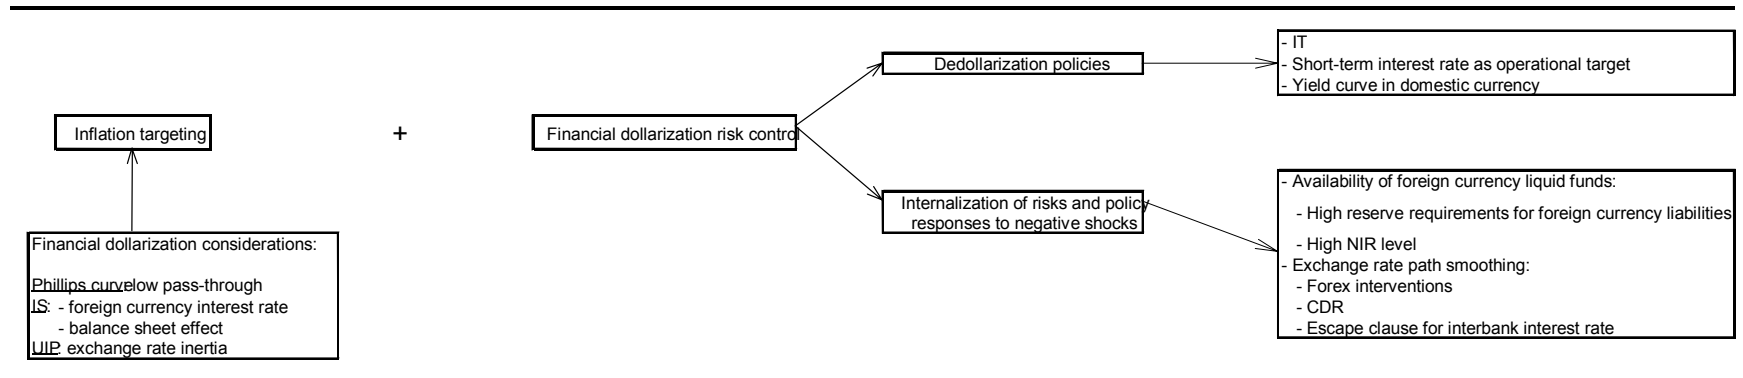 Inflation targeting
+
Financial dollarization risk control
Dedollarization policies
- IT
- Short-term interest rate as operational target
- Yield curve in domestic currency
Financial dollarization considerations:
Phillips curve low pass-through
IS: - foreign currency interest rate
- balance sheet effect
UIP: exchange rate inertia
Internalization of risks and policy
responses to negative shocks
- Availability of foreign currency liquid funds:
- High reserve requirements for foreign currency liabilities
- High NIR level
- Exchange rate path smoothing:
- Forex interventions
- CDR
- Escape clause for interbank interest rate